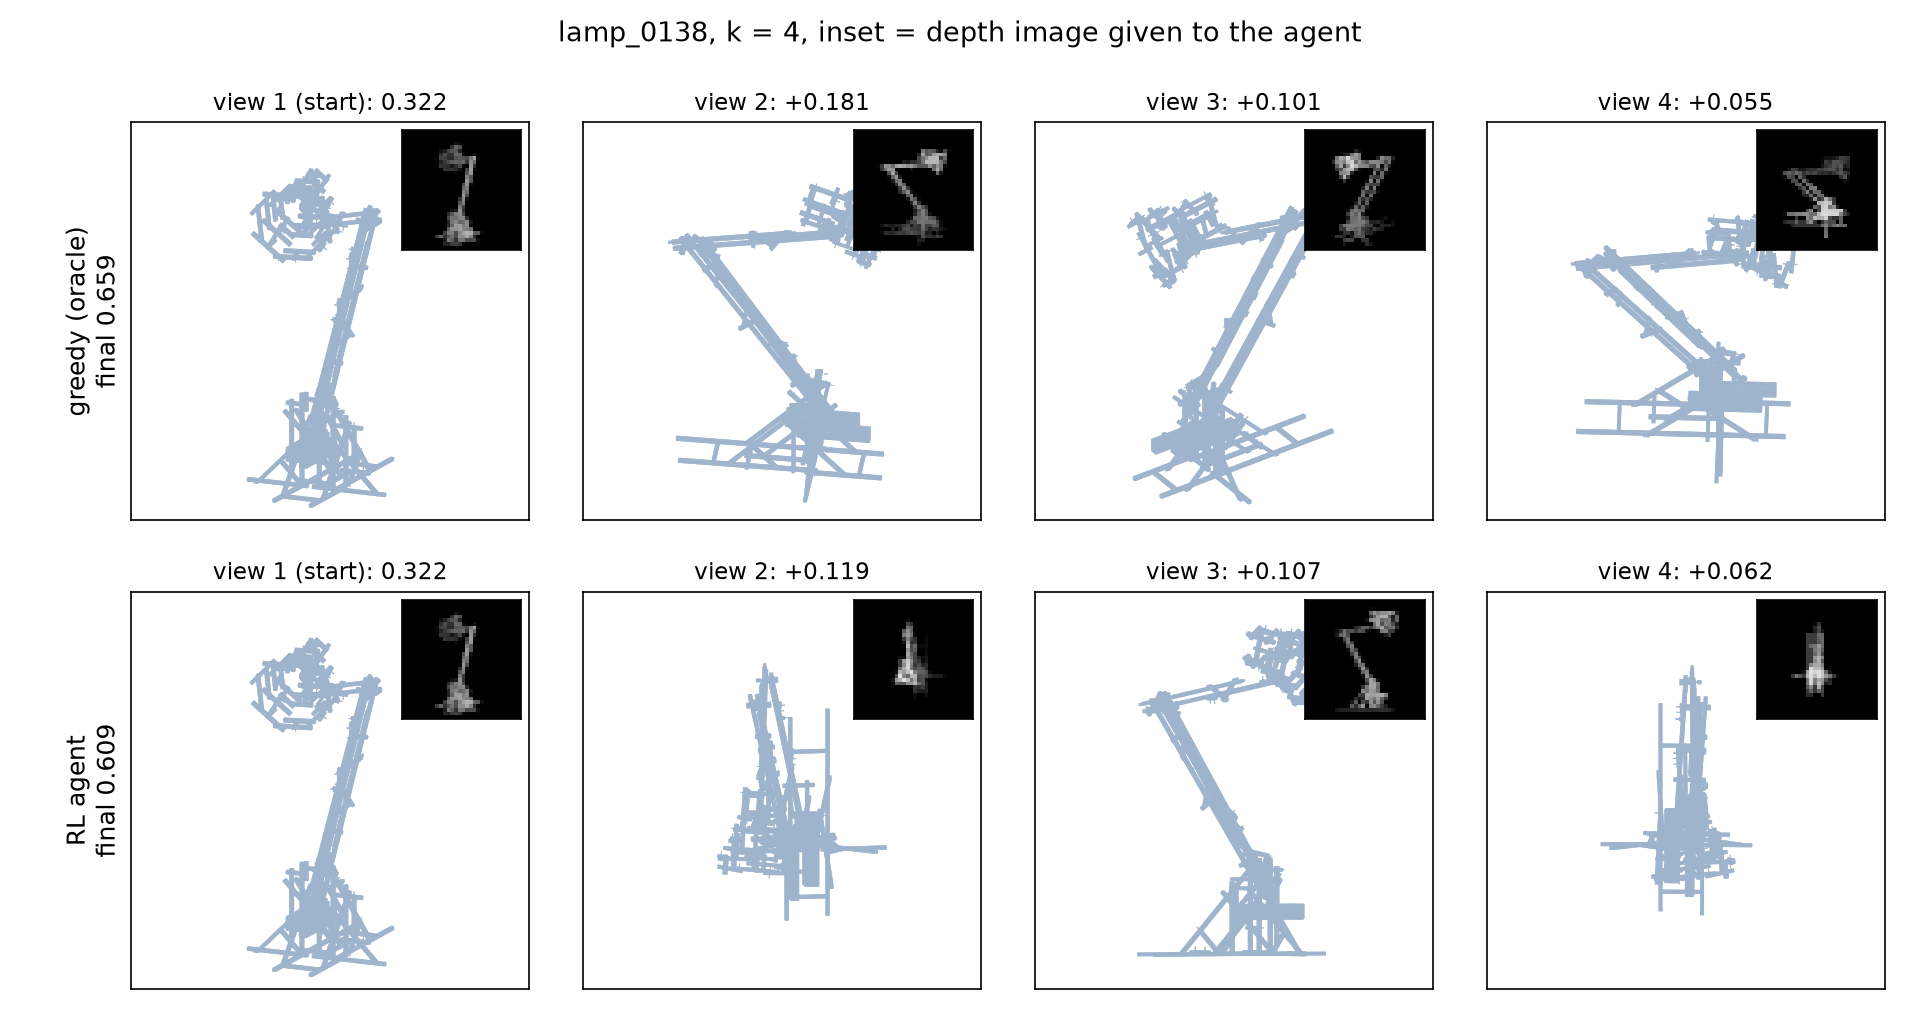 lamp_0138, k = 4, inset = depth image given to the agent
view 1 (start): 0.322
view 2: +0.181
view 3: +0.101
view 4: +0.055
greedy (oracle)
final 0.659
view 1 (start): 0.322
view 2: +0.119
view 3: +0.107
view 4: +0.062
RL agent
final 0.609